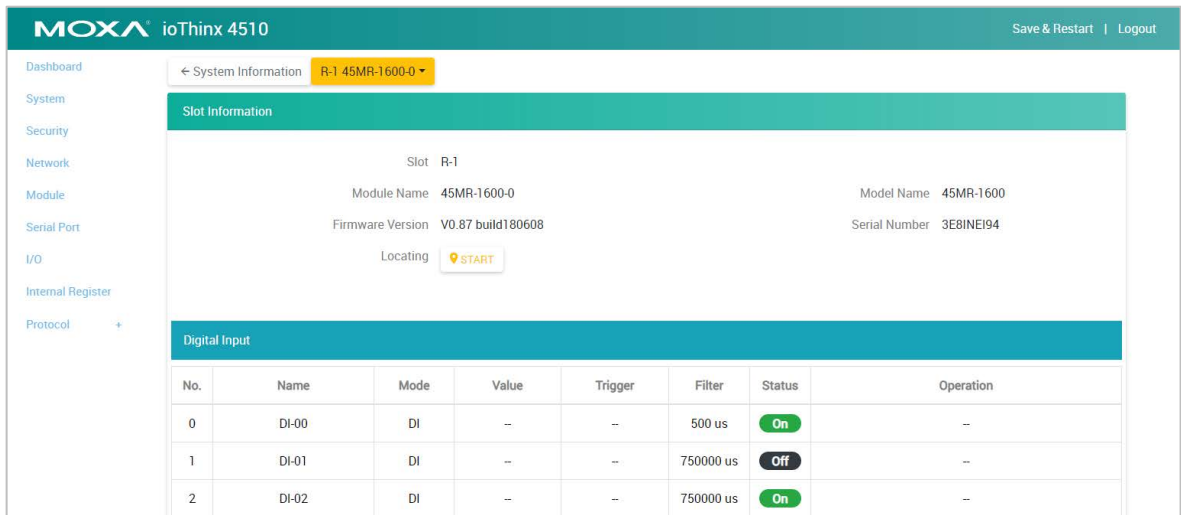 MOXA® ioThinx 4510
Save & Restart | Logout
Dashboard
System
Security
Network
Module
Serial Port
I/O
Internal Register
Protocol +
← System Information R-1 45MR-1600-0
Slot Information
Slot R-1
Module Name 45MR-1600-0 Model Name 45MR-1600
Firmware Version V0.87 build180608 Serial Number 3E8INEI94
Locating START
Digital Input
No. Name Mode Value Trigger Filter Status Operation
0 DI-00 DI -- -- 500 us On --
1 DI-01 DI -- -- 750000 us Off --
2 DI-02 DI -- -- 750000 us On --